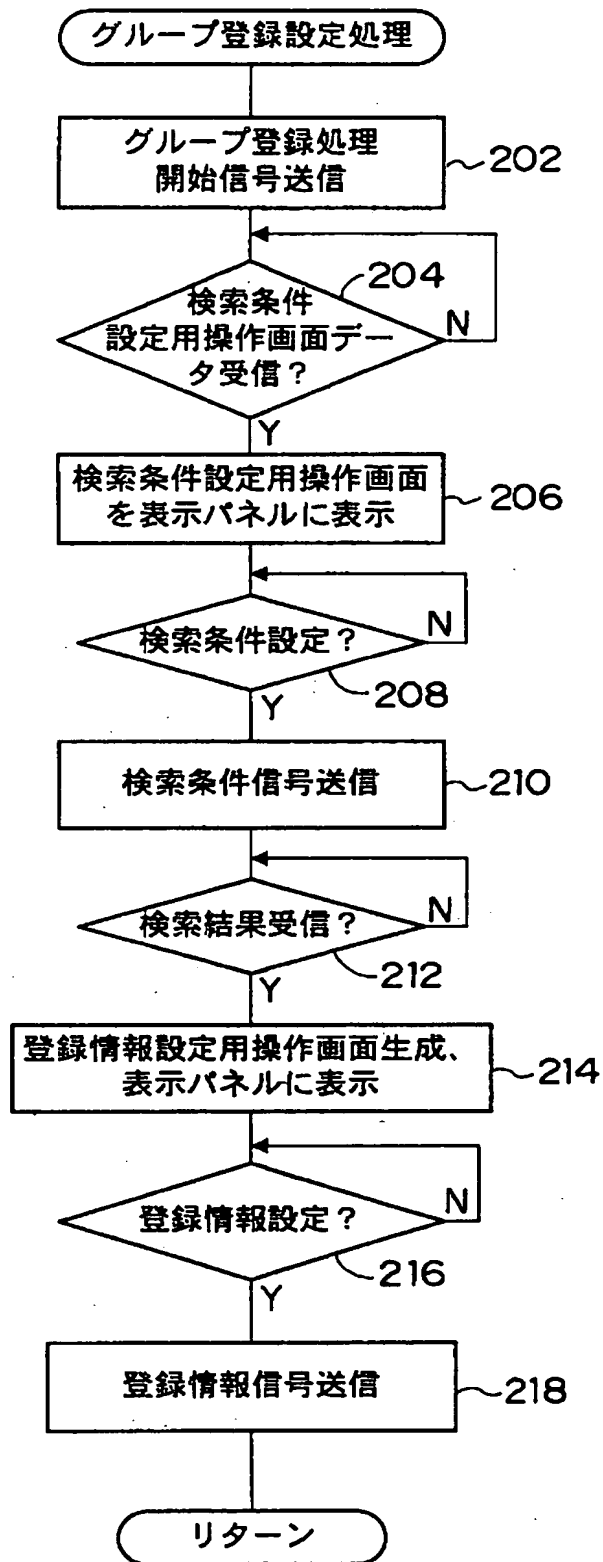 グループ登録設定処理
グループ登録処理
開始信号送信
202
204
検索条件
設定用操作画面デー
タ受信？
N
Y
検索条件設定用操作画面
を表示パネルに表示
206
検索条件設定？
N
208
Y
検索条件信号送信
210
検索結果受信？
N
212
Y
登録情報設定用操作画面生成、
表示パネルに表示
214
登録情報設定？
N
216
Y
登録情報信号送信
218
リターン